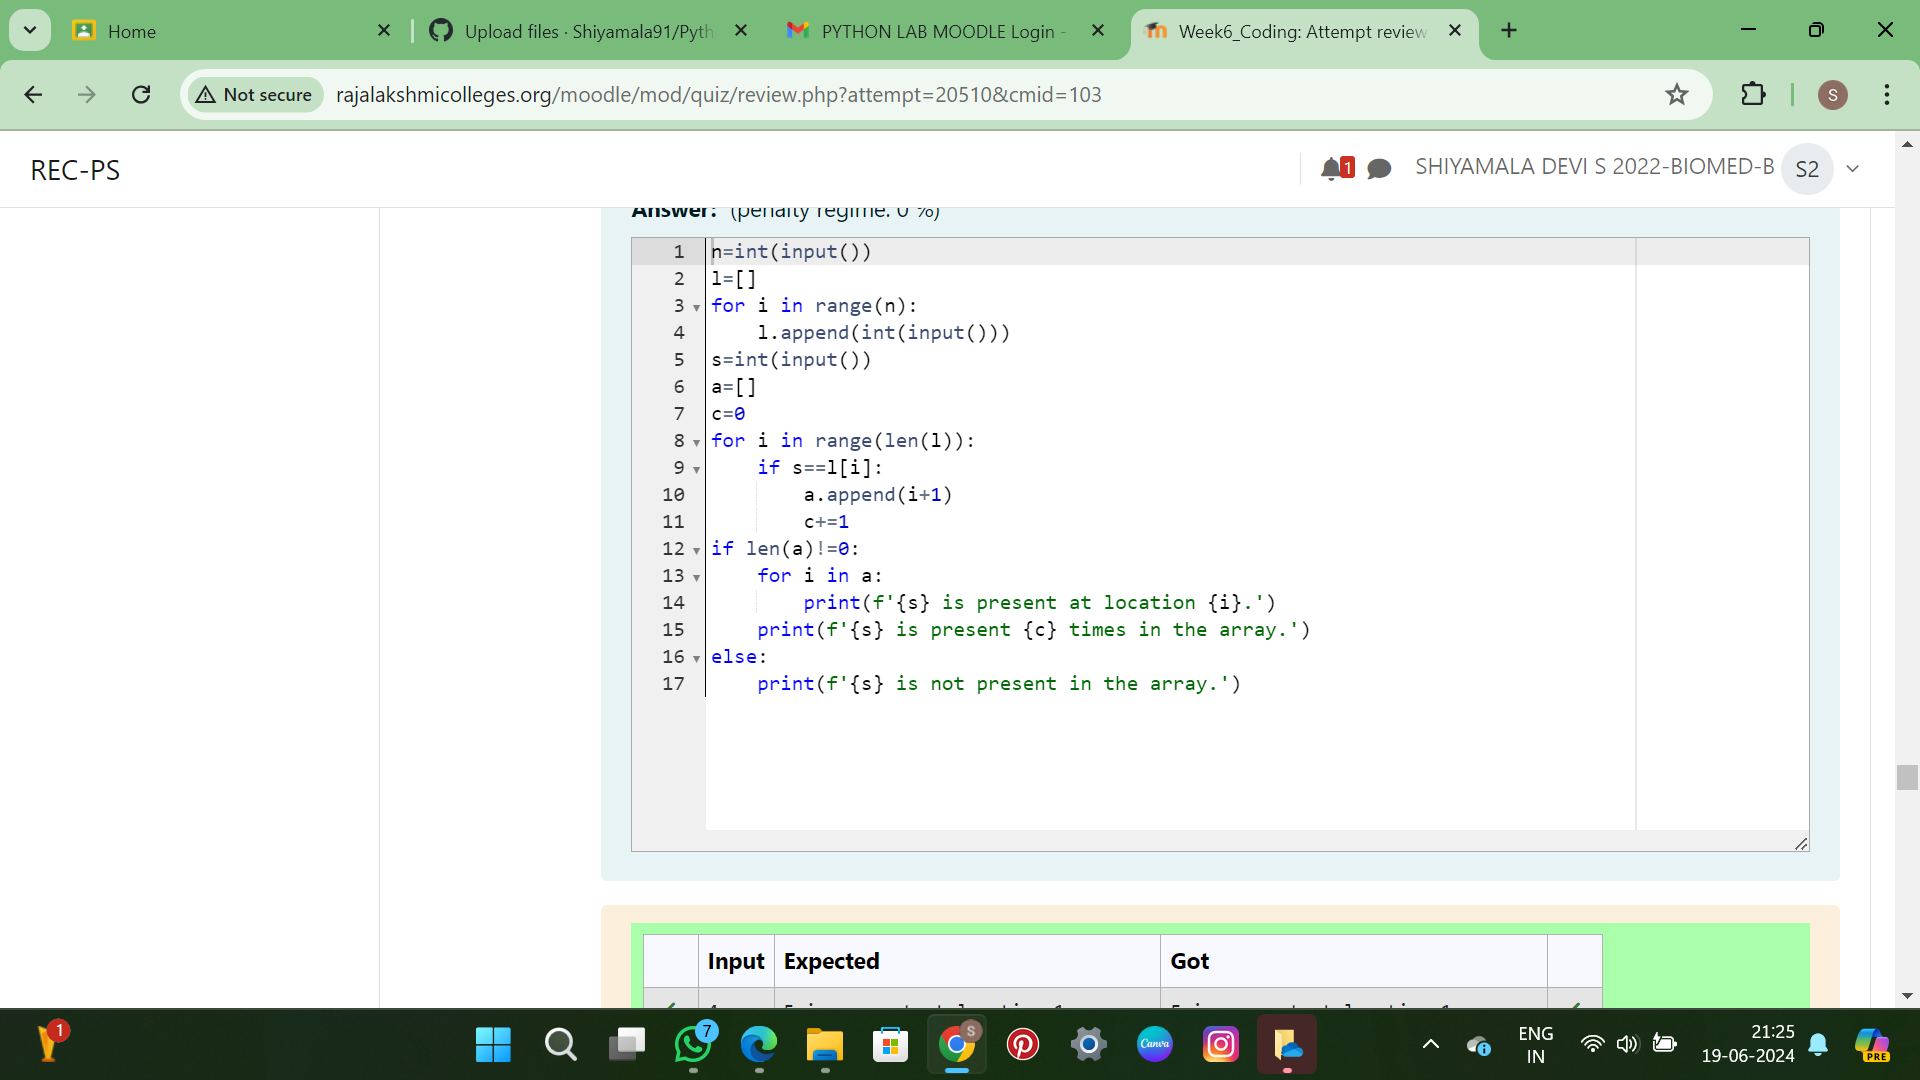 Home
Upload files · Shiyamala91/Pyth
PYTHON LAB MOODLE Login -
Week6_Coding: Attempt review
Not secure
rajalakshmicolleges.org/moodle/mod/quiz/review.php?attempt=20510&cmid=103
S
REC-PS
1
SHIYAMALA DEVI S 2022-BIOMED-B
S2
Answer: (penalty regime: 0 %)
1 n=int(input())
2 l=[]
3 for i in range(n):
4     l.append(int(input()))
5 s=int(input())
6 a=[]
7 c=0
8 for i in range(len(l)):
9     if s==l[i]:
10         a.append(i+1)
11         c+=1
12 if len(a)!=0:
13     for i in a:
14         print(f'{s} is present at location {i}.')
15     print(f'{s} is present {c} times in the array.')
16 else:
17     print(f'{s} is not present in the array.')
Input Expected Got
1
7
S
Canva
ENG
IN
21:25
19-06-2024
PRE